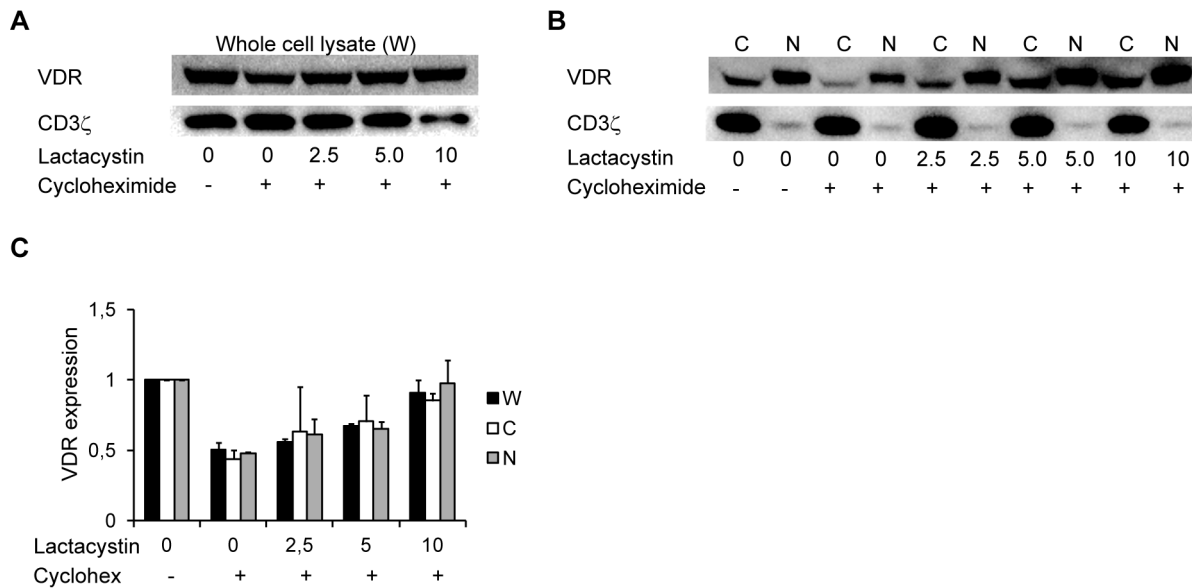 A
Whole cell lysate (W)
VDR
CD3ζ
Lactacystin 0 0 2.5 5.0 10
Cycloheximide - + + + +
B
C N C N C N C N C N
VDR
CD3ζ
Lactacystin 0 0 0 0 2.5 2.5 5.0 5.0 10 10
Cycloheximide - - + + + + + + + +
C
VDR expression
1,5
1
0,5
0
W
C
N
Lactacystin 0 0 2,5 5 10
Cyclohex - + + + +